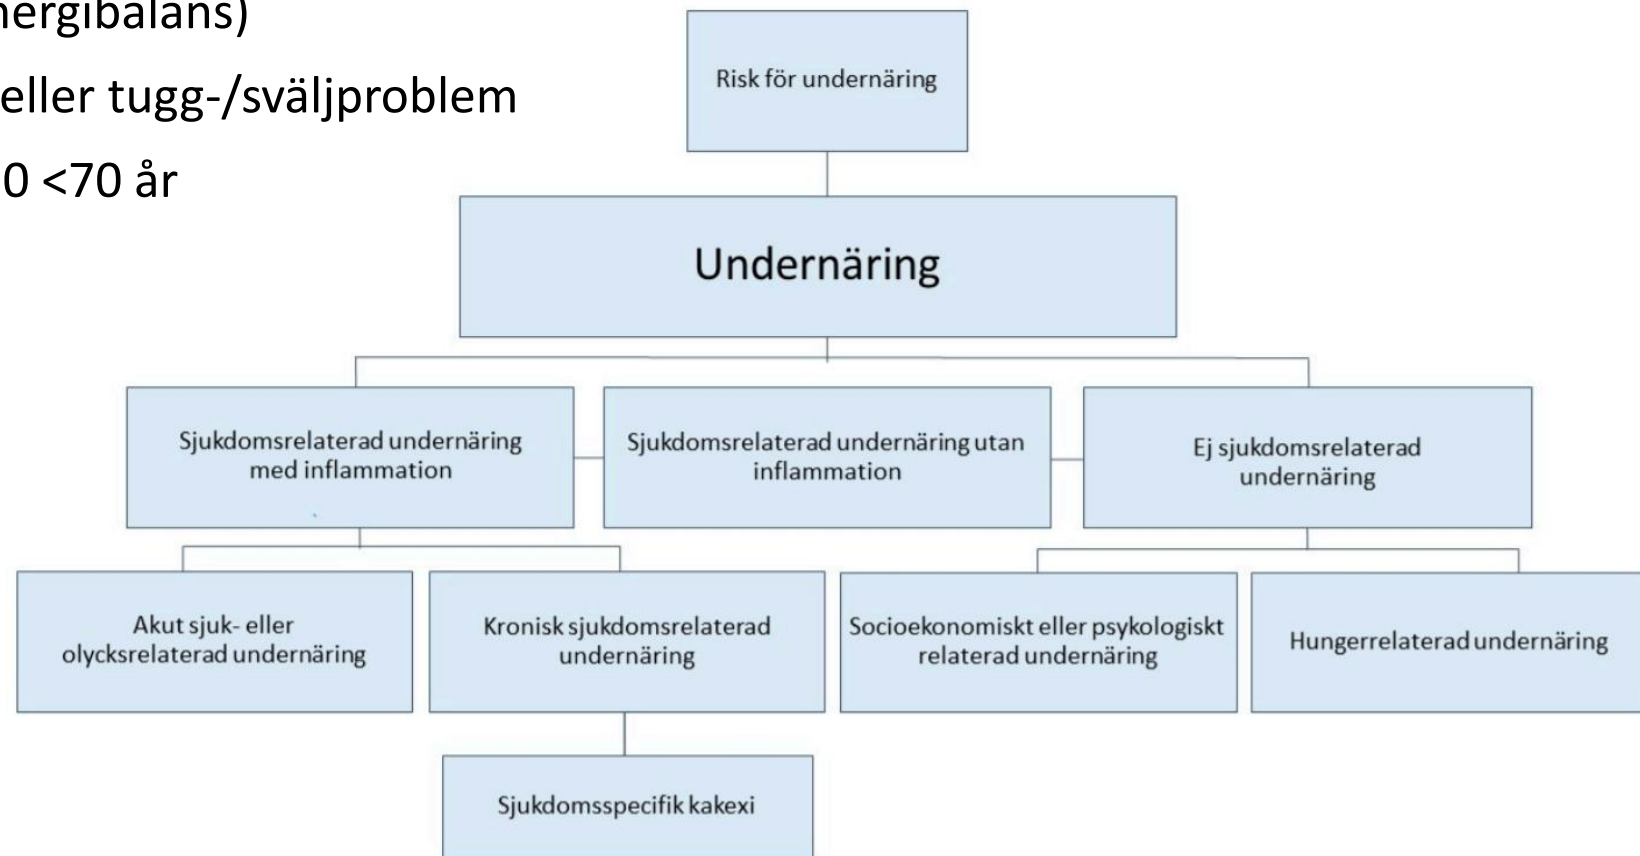 nergibalans)
eller tugg-/sväljproblem
0 <70 år
Risk för undernäring
Undernäring
Sjukdomsrelaterad undernäring
med inflammation
Sjukdomsrelaterad undernäring utan
inflammation
Ej sjukdomsrelaterad
undernäring
Akut sjuk- eller
olycksrelaterad undernäring
Kronisk sjukdomsrelaterad
undernäring
Socioekonomiskt eller psykologiskt
relaterad undernäring
Hungerrelaterad undernäring
Sjukdomsspecifik kakexi